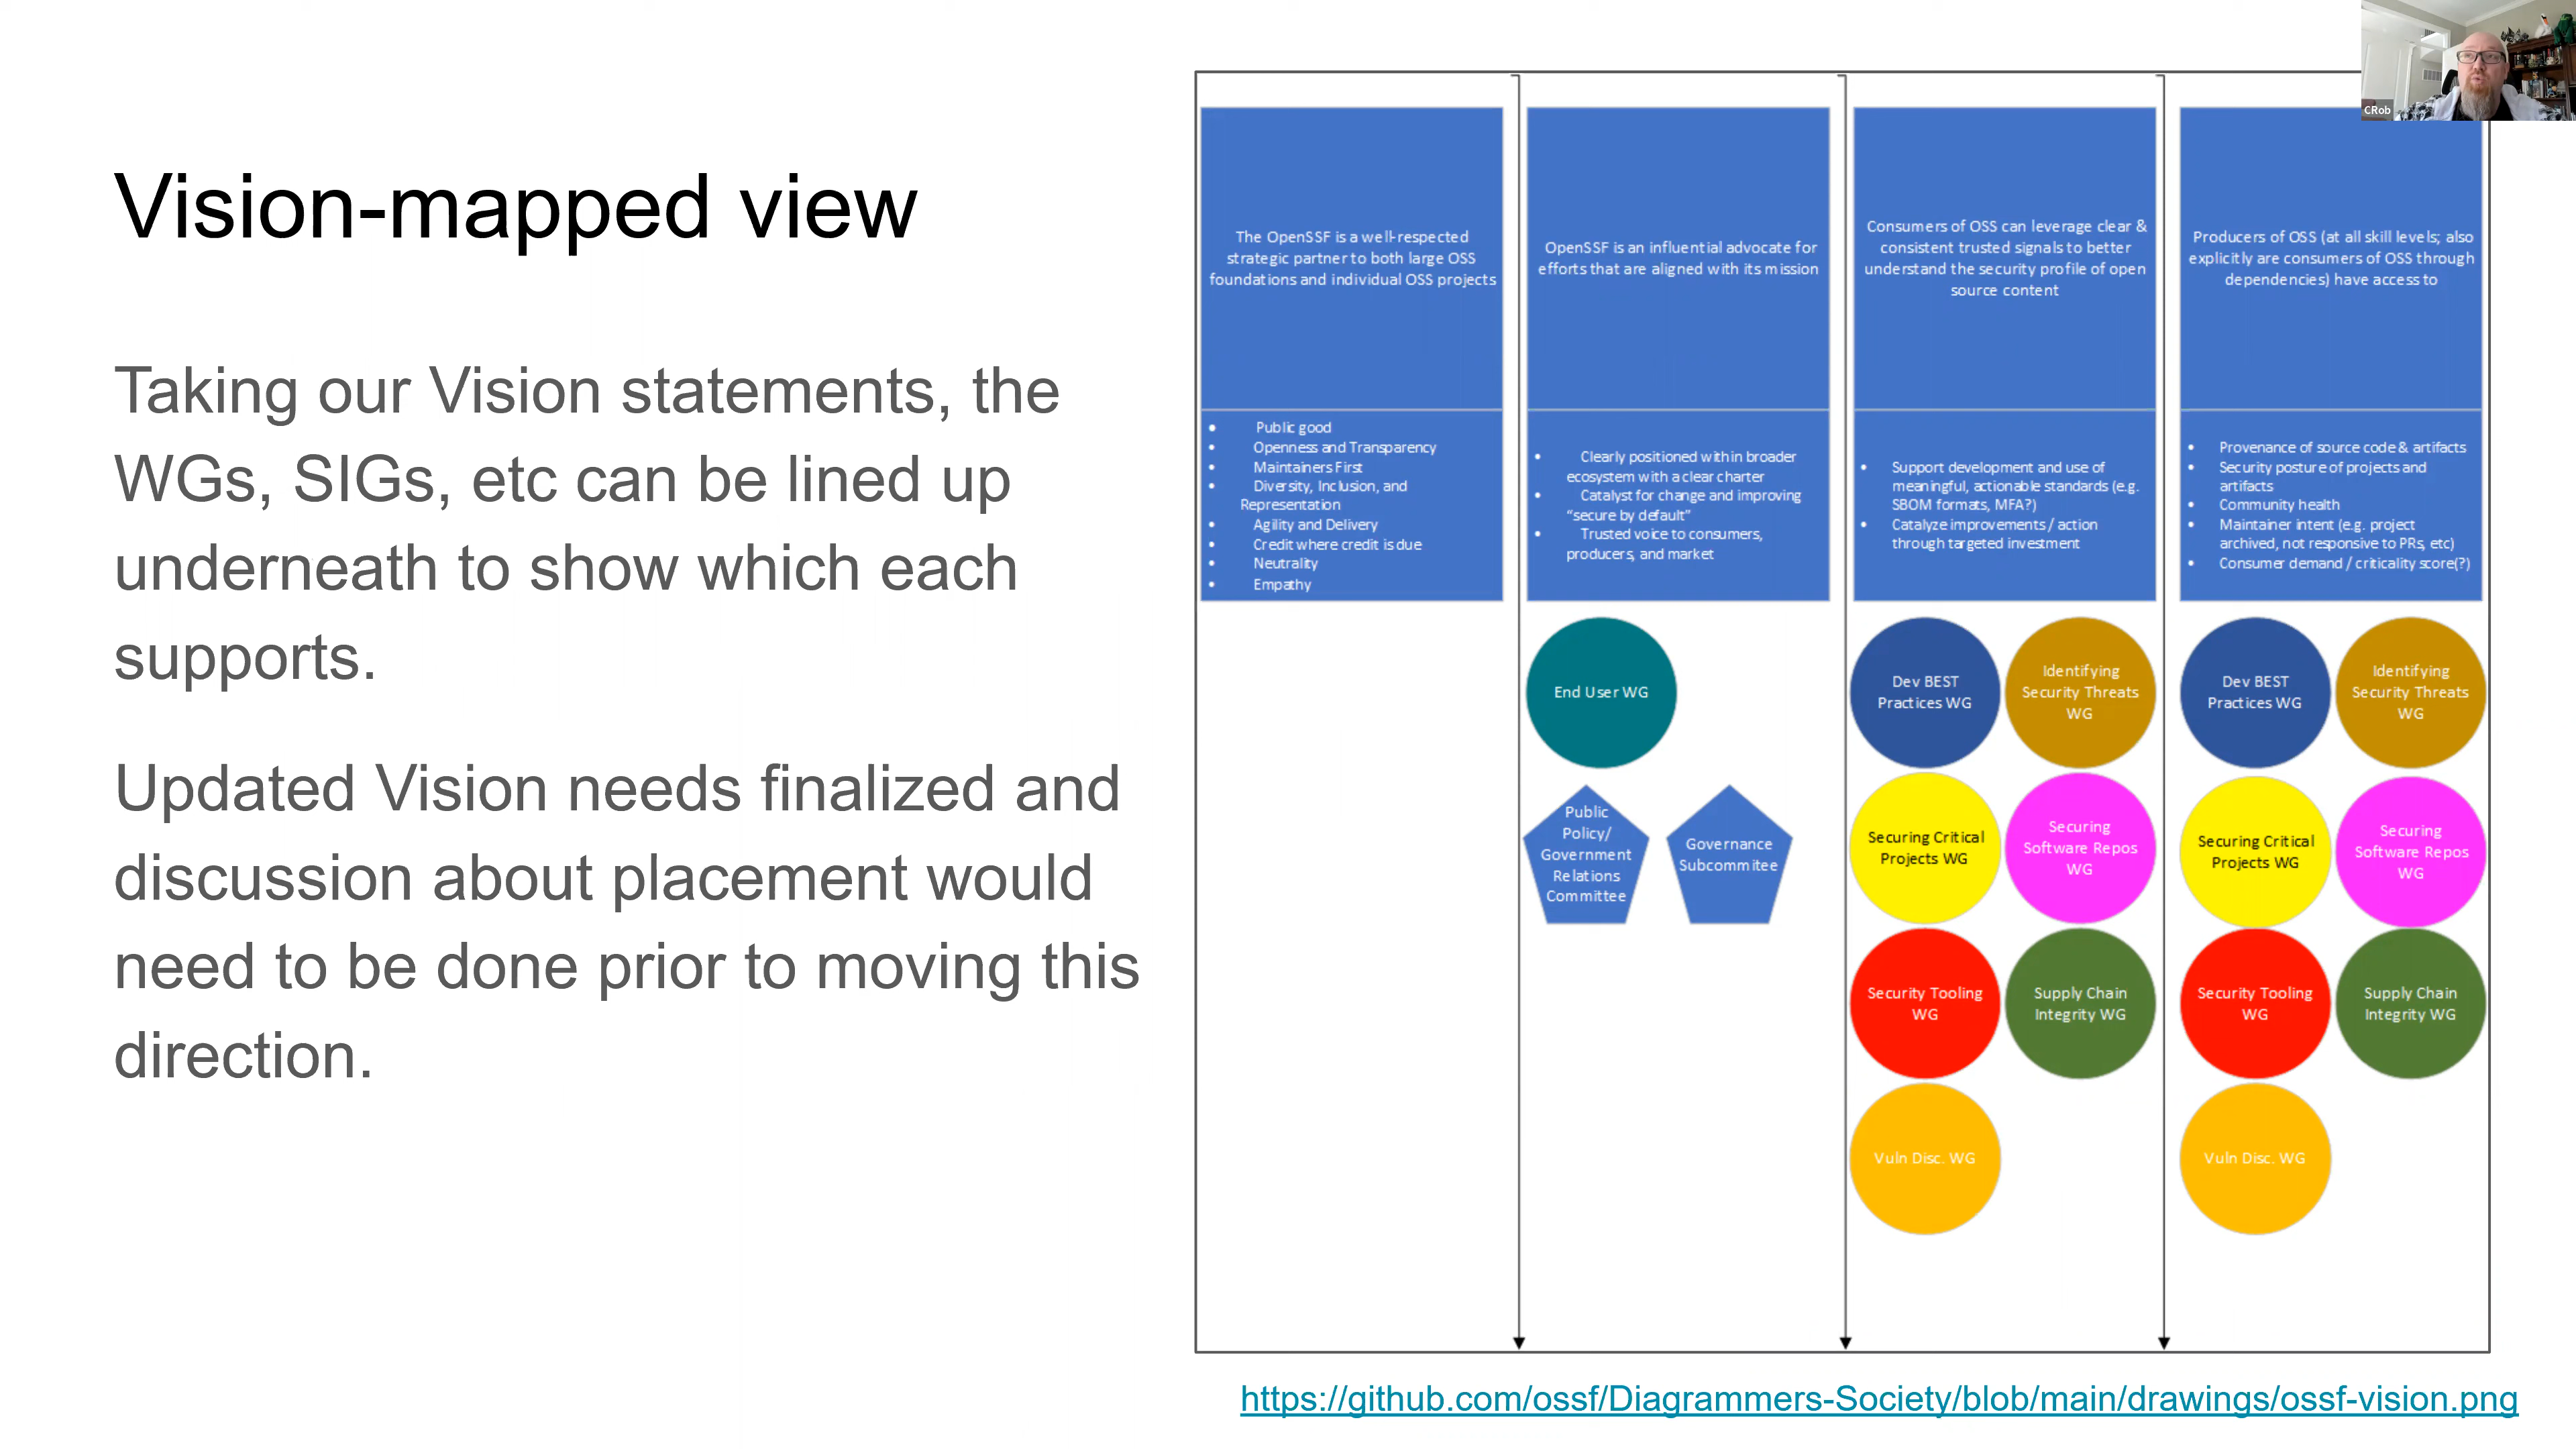 CRob
Vision-mapped view
Taking our Vision statements, the
WGs, SIGs, etc can be lined up
underneath to show which each
supports.
Updated Vision needs finalized and
discussion about placement would
need to be done prior to moving this
direction.
The OpenSSF is a well-respected
strategic partner to both large OSS
foundations and individual OSS projects
• Public good
• Openness and Transparency
• Maintainers First
• Diversity, Inclusion, and
Representation
• Agility and Delivery
• Credit where credit is due
• Neutrality
• Empathy
OpenSSF is an influential advocate for
efforts that are aligned with its mission
• Clearly positioned within broader
ecosystem with a clear charter
• Catalyst for change and improving
"secure by default"
• Trusted voice to consumers,
producers, and market
End User WG
Public
Policy/
Government
Relations
Committee
Governance
Subcommitee
Consumers of OSS can leverage clear &
consistent trusted signals to better
understand the security profile of open
source content
• Support development and use of
meaningful, actionable standards (e.g.
SBOM formats, MFA?)
• Catalyze improvements / action
through targeted investment
Dev BEST
Practices WG
Identifying
Security Threats
WG
Securing Critical
Projects WG
Securing
Software Repos
WG
Security Tooling
WG
Supply Chain
Integrity WG
Vuln Disc. WG
Producers of OSS (at all skill levels; also
explicitly are consumers of OSS through
dependencies) have access to
• Provenance of source code & artifacts
• Security posture of projects and
artifacts
• Community health
• Maintainer intent (e.g. project
archived, not responsive to PRs, etc)
• Consumer demand / criticality score(?)
Dev BEST
Practices WG
Identifying
Security Threats
WG
Securing Critical
Projects WG
Securing
Software Repos
WG
Security Tooling
WG
Supply Chain
Integrity WG
Vuln Disc. WG
https://github.com/ossf/Diagrammers-Society/blob/main/drawings/ossf-vision.png